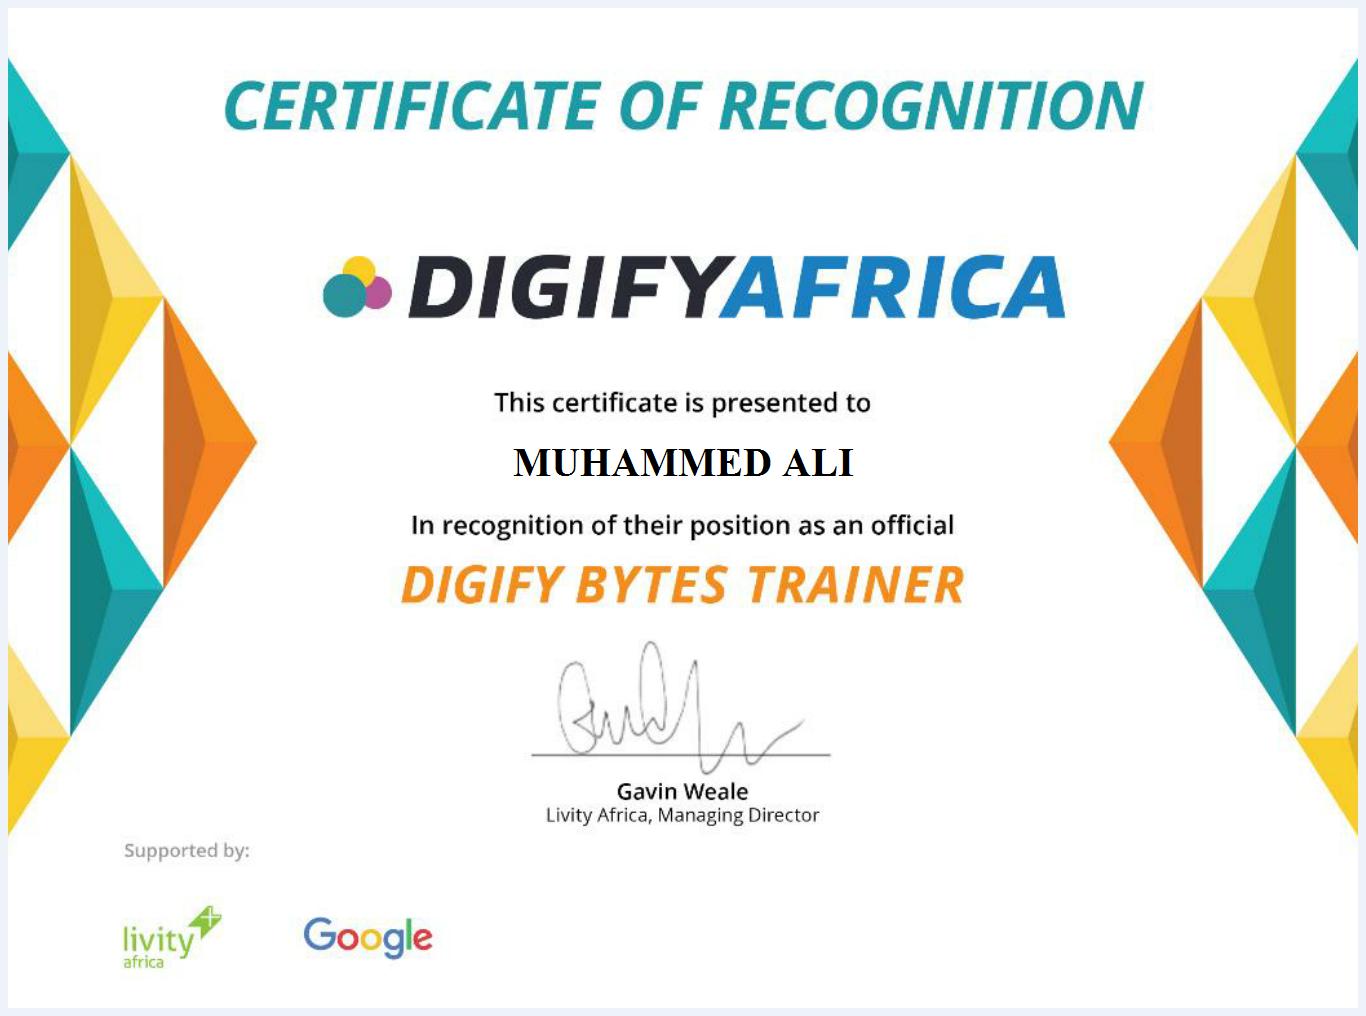 CERTIFICATE OF RECOGNITION
DIGIFYAFRICA
This certificate is presented to
MUHAMMED ALI
In recognition of their position as an official
DIGIFY BYTES TRAINER
Gavin Weale
Livity Africa, Managing Director
Supported by:
livity
africa
Google